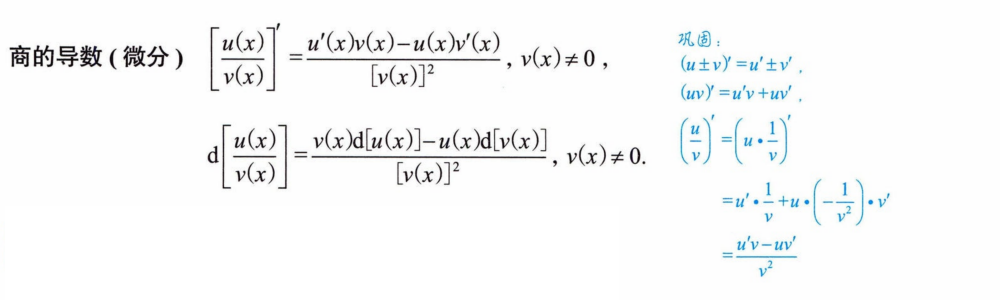 商的导数(微分) [u(x)/v(x)]′ = (u′(x)v(x)−u(x)v′(x))/[v(x)]², v(x)≠0,
d[u(x)/v(x)] = (v(x)d[u(x)]−u(x)d[v(x)])/[v(x)]², v(x)≠0.
巩固:
(u±v)′=u′±v′,
(uv)′=u′v+uv′,
(u/v)′=(u•1/v)′
=u′•1/v+u•(−1/v²)•v′
=(u′v−uv′)/v²